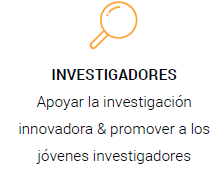 INVESTIGADORES
Apoyar la investigación
innovadora & promover a los
jóvenes investigadores